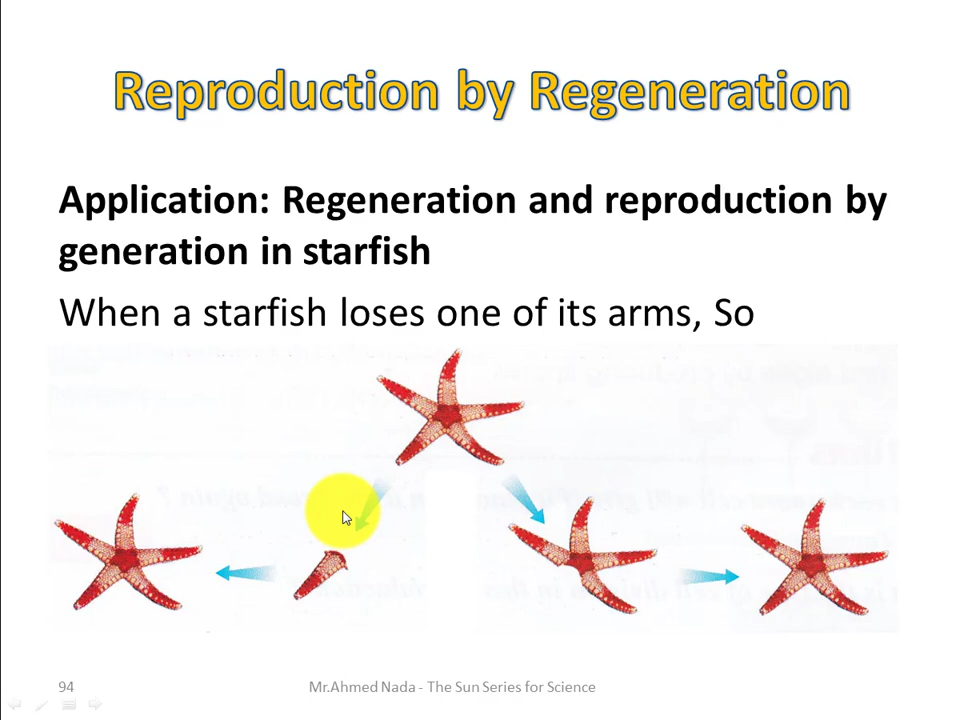 Reproduction by Regeneration
Application: Regeneration and reproduction by
generation in starfish
When a starfish loses one of its arms, So
94
Mr.Ahmed Nada - The Sun Series for Science